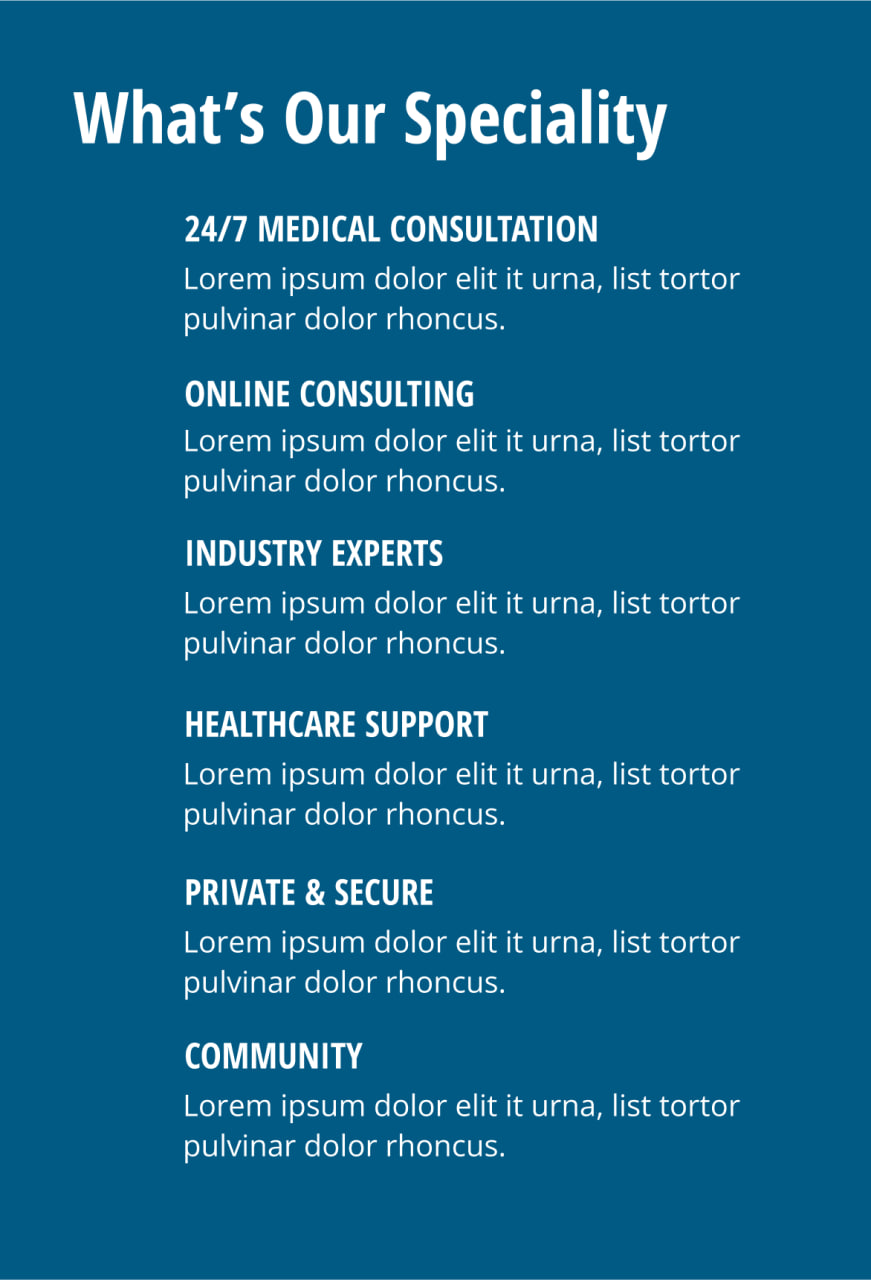 What’s Our Speciality
24/7 MEDICAL CONSULTATION
Lorem ipsum dolor elit it urna, list tortor
pulvinar dolor rhoncus.
ONLINE CONSULTING
Lorem ipsum dolor elit it urna, list tortor
pulvinar dolor rhoncus.
INDUSTRY EXPERTS
Lorem ipsum dolor elit it urna, list tortor
pulvinar dolor rhoncus.
HEALTHCARE SUPPORT
Lorem ipsum dolor elit it urna, list tortor
pulvinar dolor rhoncus.
PRIVATE & SECURE
Lorem ipsum dolor elit it urna, list tortor
pulvinar dolor rhoncus.
COMMUNITY
Lorem ipsum dolor elit it urna, list tortor
pulvinar dolor rhoncus.